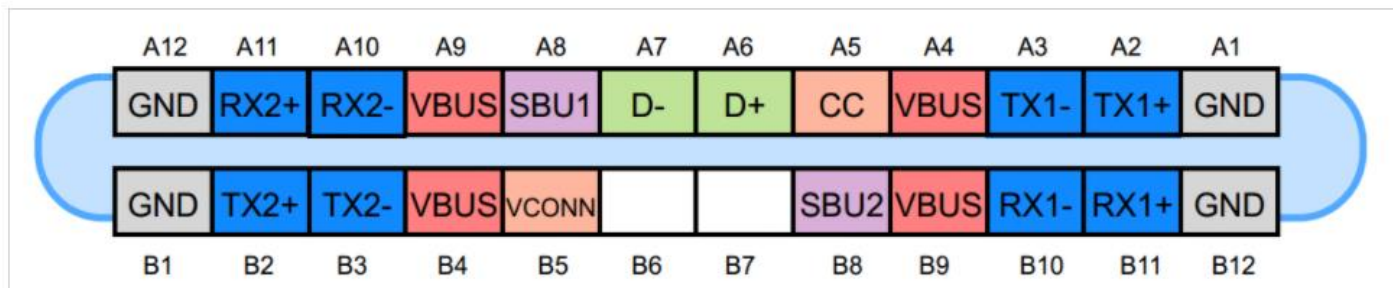 A12 A11 A10 A9 A8 A7 A6 A5 A4 A3 A2 A1
GND RX2+ RX2- VBUS SBU1 D- D+ CC VBUS TX1- TX1+ GND
GND TX2+ TX2- VBUS VCONN SBU2 VBUS RX1- RX1+ GND
B1 B2 B3 B4 B5 B6 B7 B8 B9 B10 B11 B12